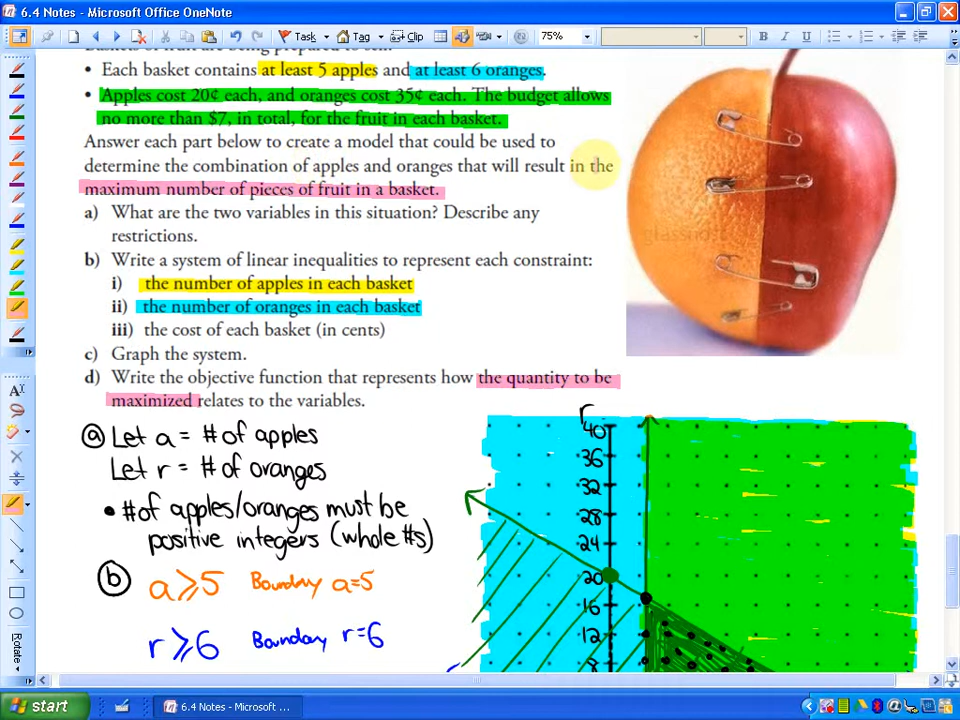 6.4 Notes - Microsoft Office OneNote
Task Tag Clip 75% B I U
Each basket contains at least 5 apples and at least 6 oranges.
Apples cost 20¢ each, and oranges cost 35¢ each. The budget allows
no more than $7, in total, for the fruit in each basket.
Answer each part below to create a model that could be used to
determine the combination of apples and oranges that will result in the
maximum number of pieces of fruit in a basket.
a) What are the two variables in this situation? Describe any
restrictions.
b) Write a system of linear inequalities to represent each constraint:
i) the number of apples in each basket
ii) the number of oranges in each basket
iii) the cost of each basket (in cents)
c) Graph the system.
d) Write the objective function that represents how the quantity to be
maximized relates to the variables.
a Let a = # of apples
Let r = # of oranges
• # of apples/oranges must be
positive integers (whole #s)
b a ≥ 5 Boundary a=5
r ≥ 6 Boundary r=6
r
40
36
32
28
24
20
16
12
8
Rotate
start 6.4 Notes - Microsoft ...